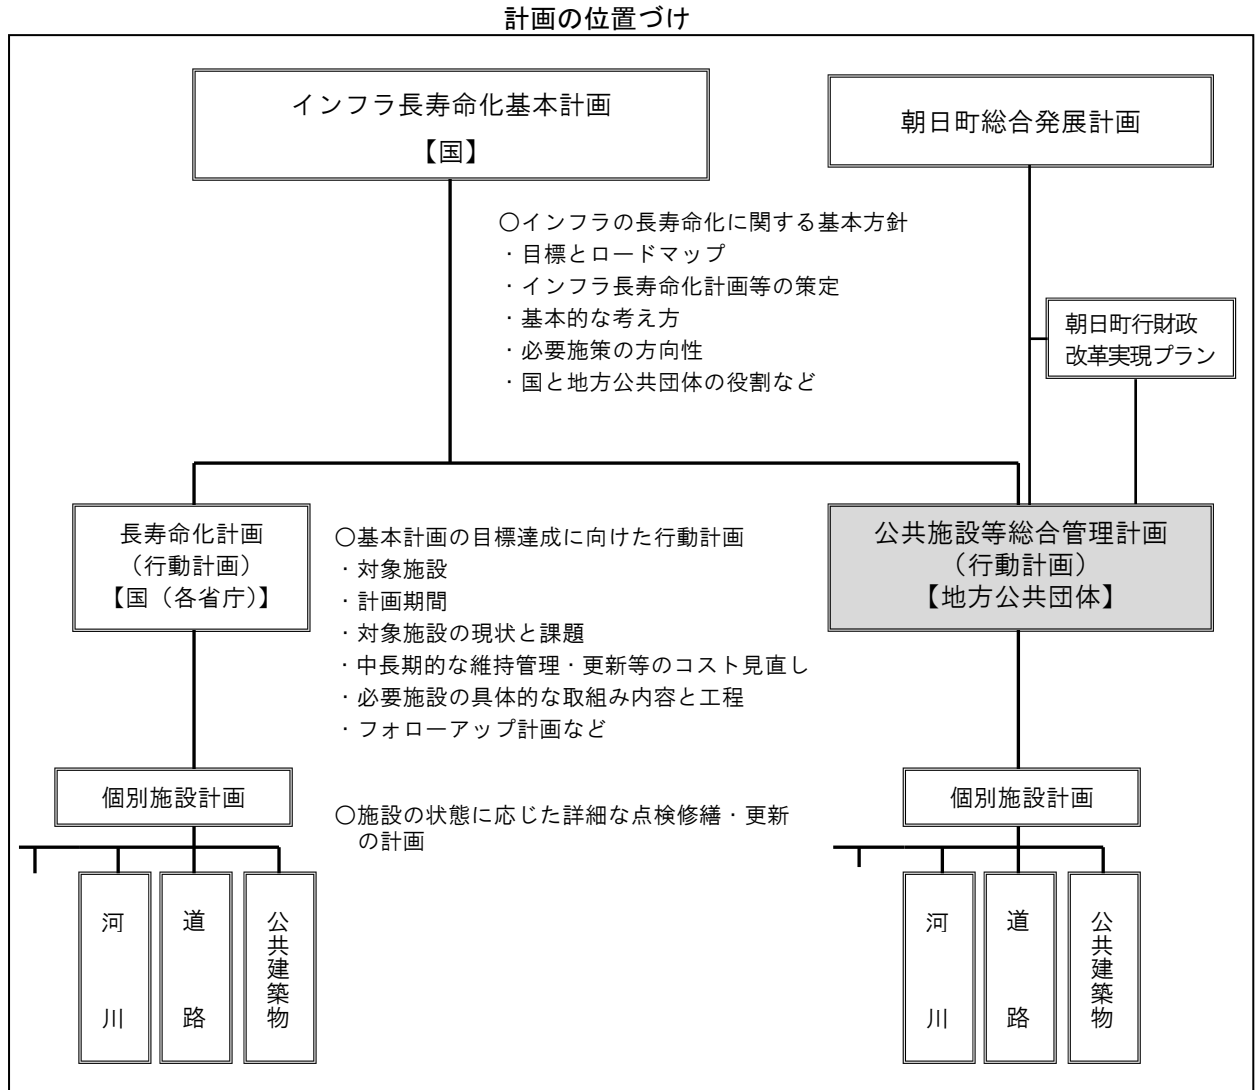 計画の位置づけ
インフラ長寿命化基本計画
【国】
朝日町総合発展計画
〇インフラの長寿命化に関する基本方針
・目標とロードマップ
・インフラ長寿命化計画等の策定
・基本的な考え方
・必要施策の方向性
・国と地方公共団体の役割など
朝日町行財政
改革実現プラン
長寿命化計画
（行動計画）
【国（各省庁）】
〇基本計画の目標達成に向けた行動計画
・対象施設
・計画期間
・対象施設の現状と課題
・中長期的な維持管理・更新等のコスト見直し
・必要施設の具体的な取組み内容と工程
・フォローアップ計画など
公共施設等総合管理計画
（行動計画）
【地方公共団体】
個別施設計画
〇施設の状態に応じた詳細な点検修繕・更新
の計画
個別施設計画
河川
道路
公共建築物
河川
道路
公共建築物